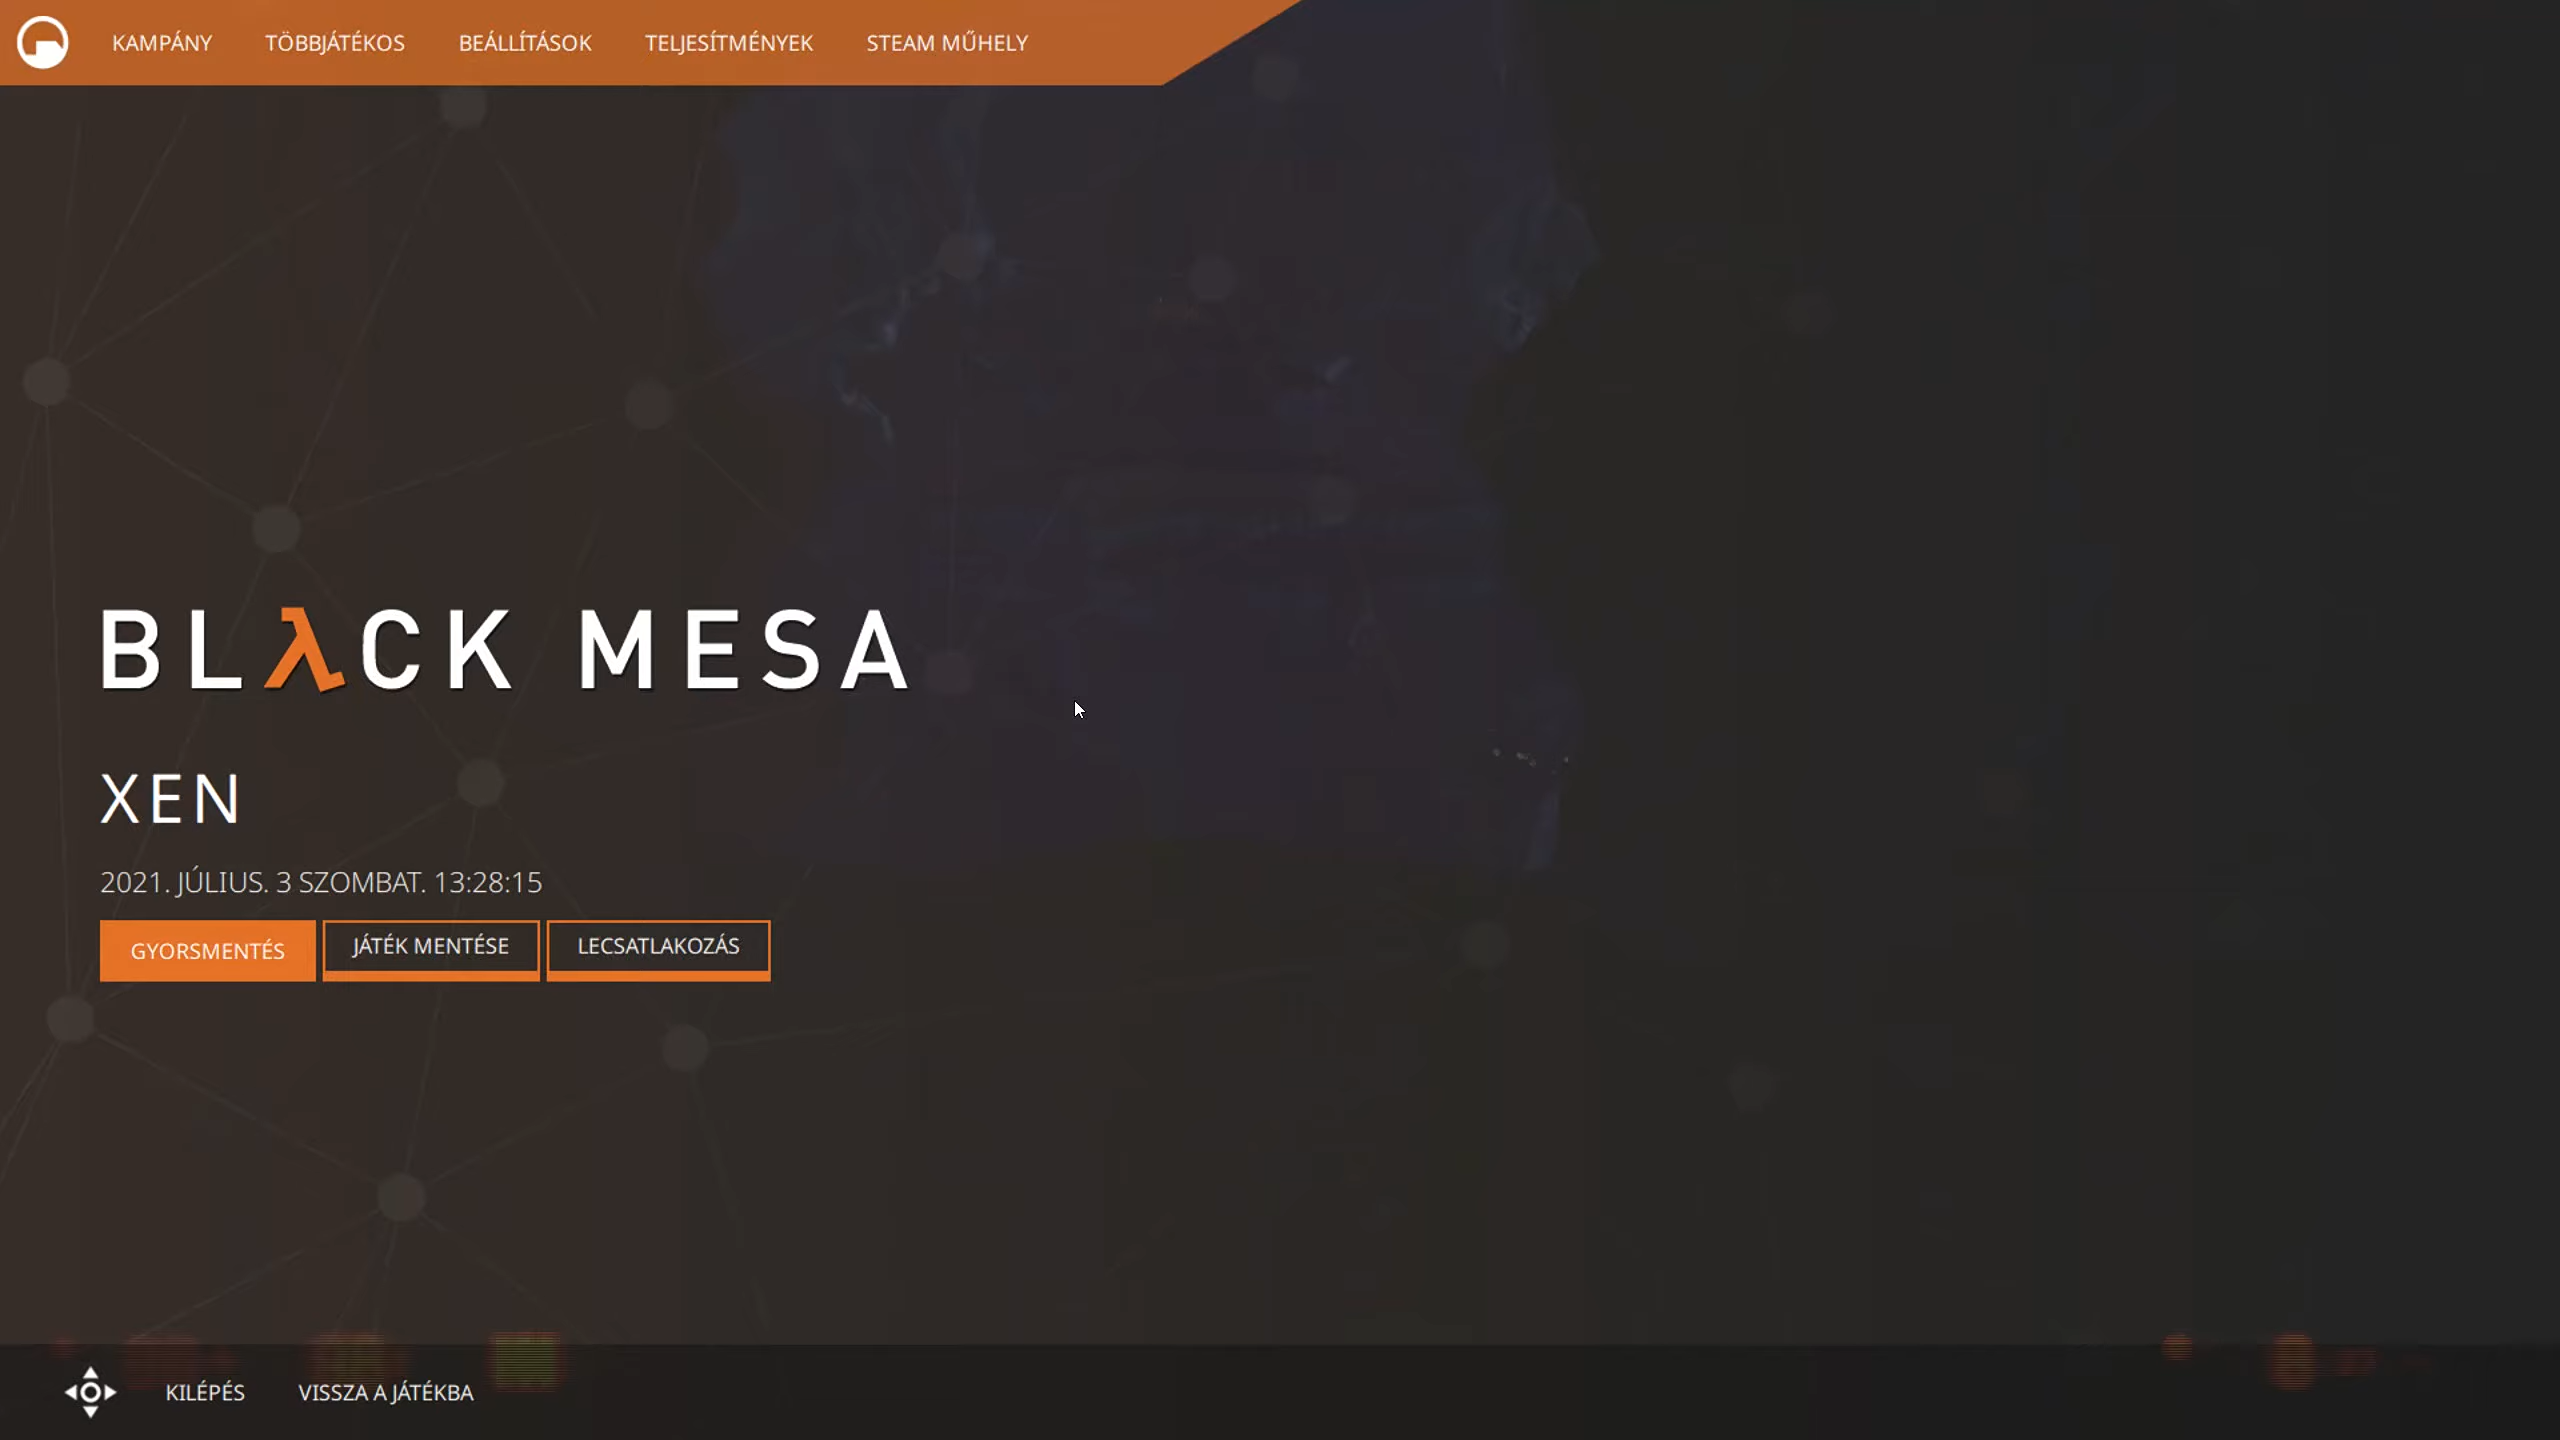 KAMPÁNY TÖBBJÁTÉKOS BEÁLLÍTÁSOK TELJESÍTMÉNYEK STEAM MŰHELY
BLλCK MESA
XEN
2021. JÚLIUS. 3 SZOMBAT. 13:28:15
GYORSMENTÉS JÁTÉK MENTÉSE LECSATLAKOZÁS
KILÉPÉS VISSZA A JÁTÉKBA